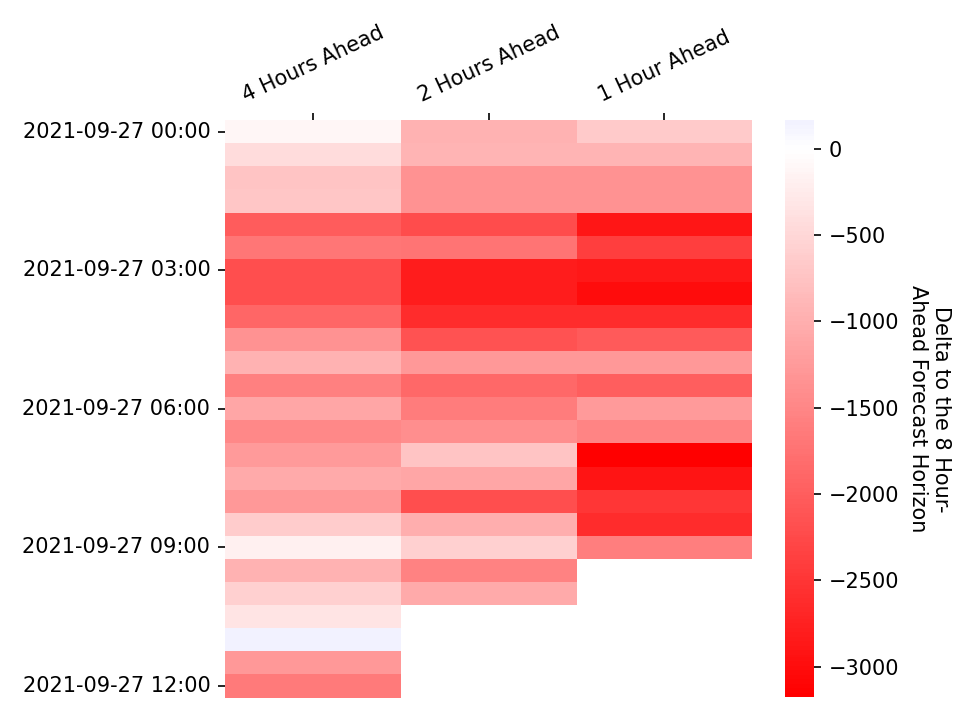 4 Hours Ahead
2 Hours Ahead
1 Hour Ahead
2021-09-27 00:00
2021-09-27 03:00
2021-09-27 06:00
2021-09-27 09:00
2021-09-27 12:00
0
−500
−1000
−1500
−2000
−2500
−3000
Delta to the 8 Hour-
Ahead Forecast Horizon